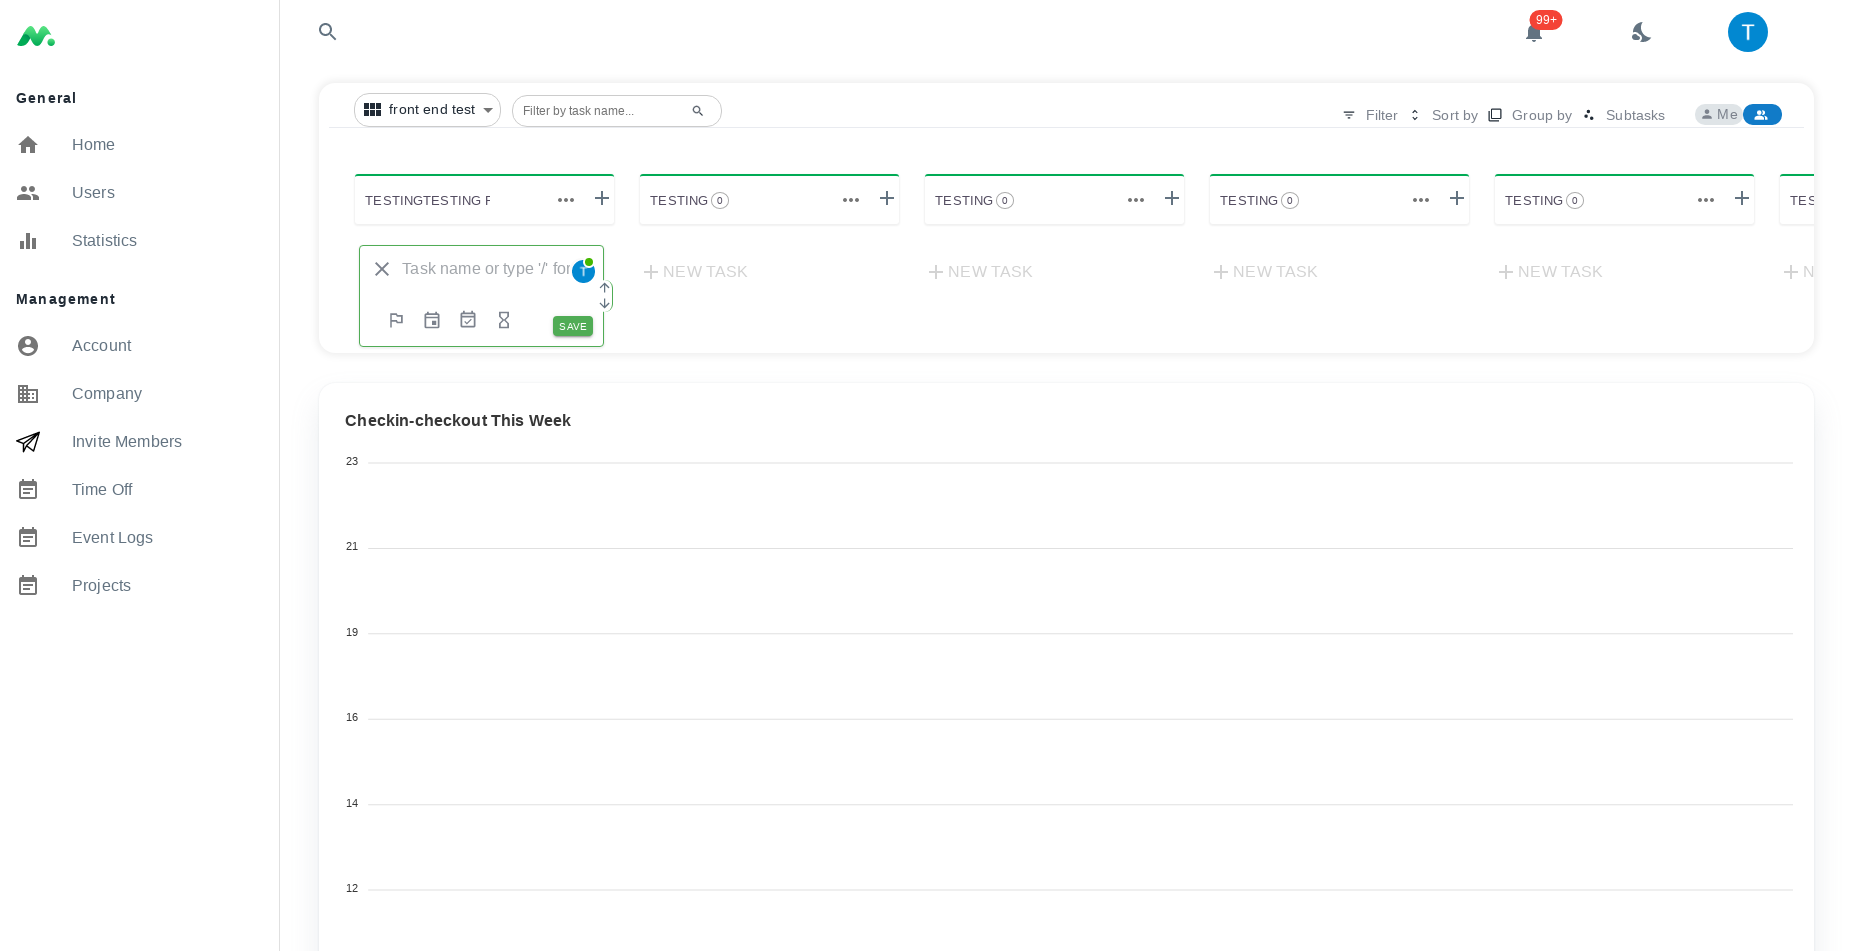 99+
T
General
Home
Users
Statistics
Management
Account
Company
Invite Members
Time Off
Event Logs
Projects
front end test
Filter by task name...
Filter
Sort by
Group by
Subtasks
Me
TESTINGTESTING
TESTING 0
TESTING 0
TESTING 0
TESTING 0
Task name or type '/' for
T
SAVE
NEW TASK
NEW TASK
NEW TASK
NEW TASK
Checkin-checkout This Week
23
21
19
16
14
12